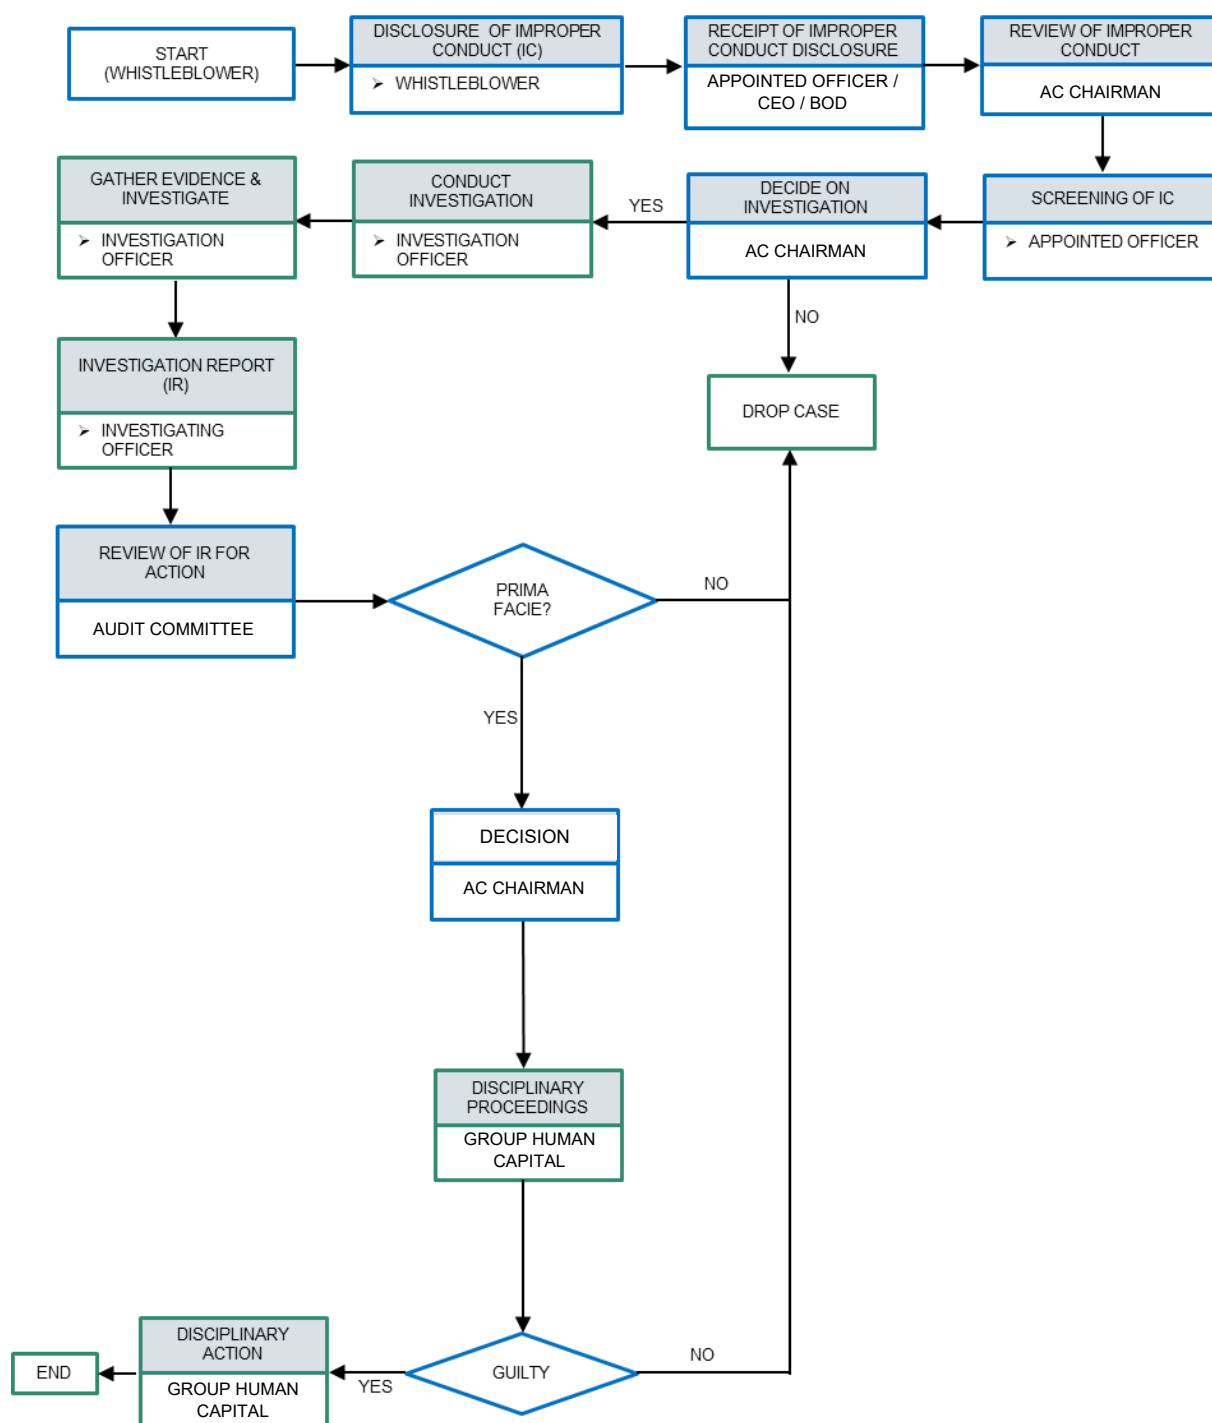 START
(WHISTLEBLOWER)
DISCLOSURE OF IMPROPER
CONDUCT (IC)
➢ WHISTLEBLOWER
RECEIPT OF IMPROPER
CONDUCT DISCLOSURE
APPOINTED OFFICER /
CEO / BOD
REVIEW OF IMPROPER
CONDUCT
AC CHAIRMAN
SCREENING OF IC
➢ APPOINTED OFFICER
DECIDE ON
INVESTIGATION
AC CHAIRMAN
YES
NO
CONDUCT
INVESTIGATION
➢ INVESTIGATION
OFFICER
GATHER EVIDENCE &
INVESTIGATE
➢ INVESTIGATION
OFFICER
INVESTIGATION REPORT
(IR)
➢ INVESTIGATING
OFFICER
DROP CASE
REVIEW OF IR FOR
ACTION
AUDIT COMMITTEE
PRIMA
FACIE?
NO
YES
DECISION
AC CHAIRMAN
DISCIPLINARY
PROCEEDINGS
GROUP HUMAN
CAPITAL
GUILTY
NO
YES
DISCIPLINARY
ACTION
GROUP HUMAN
CAPITAL
END